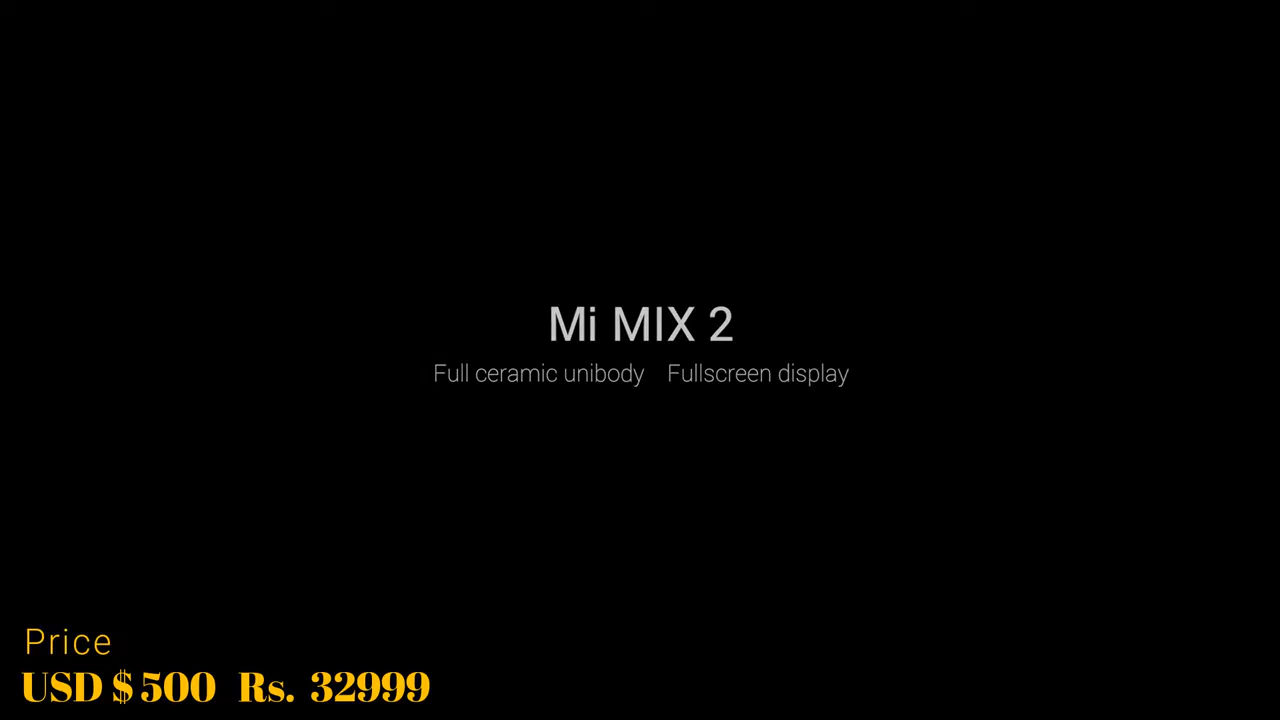 Mi MIX 2
Full ceramic unibody Fullscreen display
Price
USD $ 500 Rs. 32999